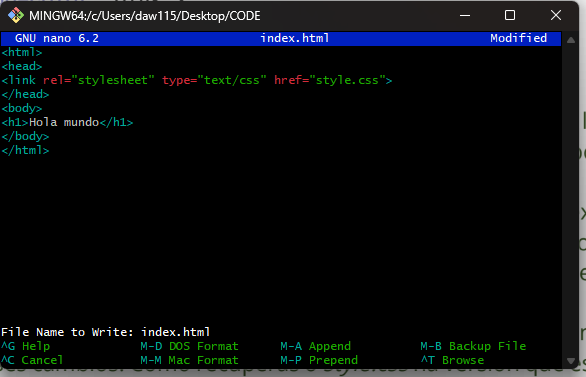 MINGW64:/c/Users/daw115/Desktop/CODE
GNU nano 6.2 index.html Modified
<html>
<head>
<link rel="stylesheet" type="text/css" href="style.css">
</head>
<body>
<h1>Hola mundo</h1>
</body>
</html>
File Name to Write: index.html
^G Help M-D DOS Format M-A Append M-B Backup File
^C Cancel M-M Mac Format M-P Prepend ^T Browse